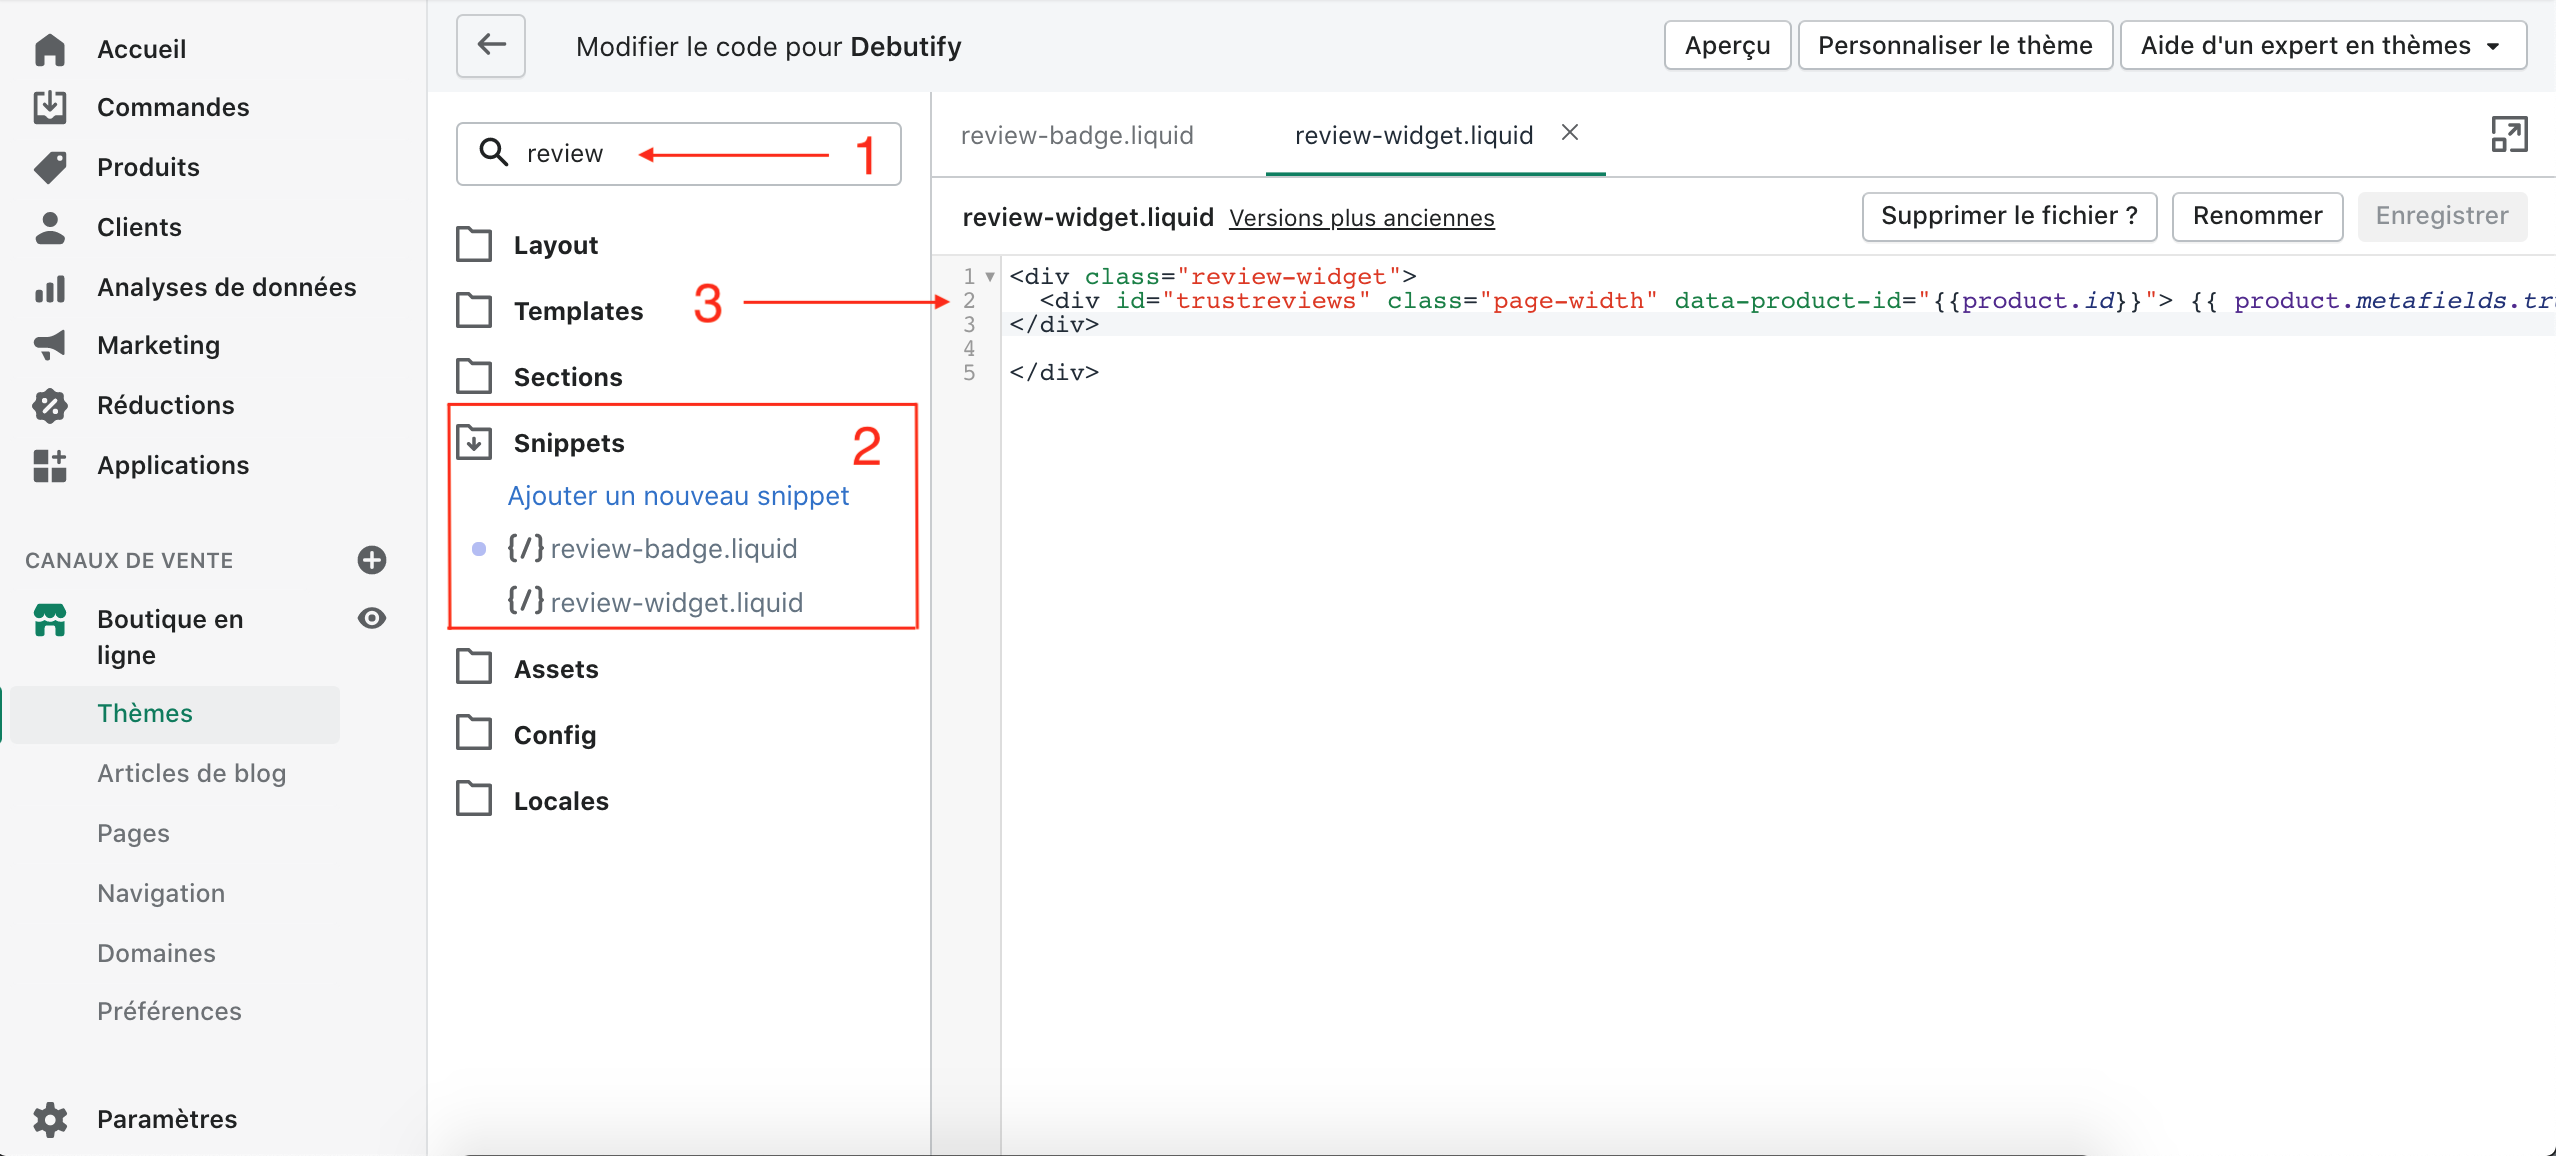 Accueil
Commandes
Produits
Clients
Analyses de données
Marketing
Réductions
Applications
CANAUX DE VENTE
Boutique en
ligne
Thèmes
Articles de blog
Pages
Navigation
Domaines
Préférences
Paramètres
Modifier le code pour Debutify
Aperçu
Personnaliser le thème
Aide d'un expert en thèmes
review
1
Layout
Templates
3
Sections
Snippets
2
Ajouter un nouveau snippet
{/} review-badge.liquid
{/} review-widget.liquid
Assets
Config
Locales
review-badge.liquid
review-widget.liquid
review-widget.liquid Versions plus anciennes
Supprimer le fichier ?
Renommer
Enregistrer
1 <div class="review-widget">
2 <div id="trustreviews" class="page-width" data-product-id="{{product.id}}"> {{ product.metafields.tr
3 </div>
4
5 </div>